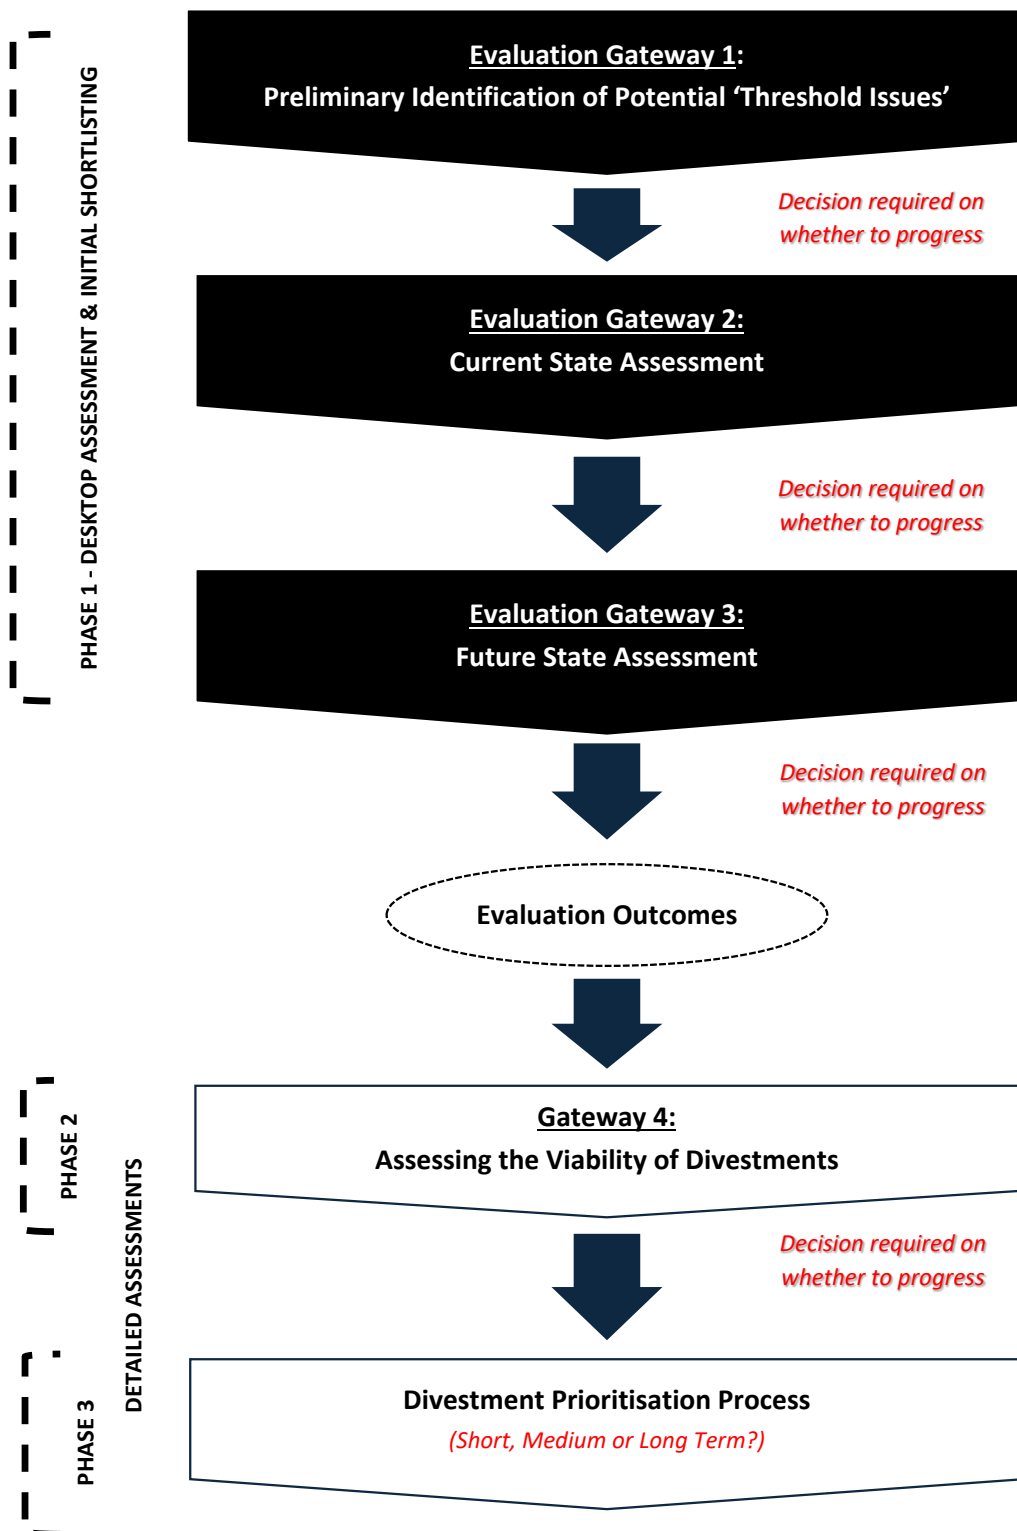 Evaluation Gateway 1:
Preliminary Identification of Potential ‘Threshold Issues’
Decision required on
whether to progress
PHASE 1 - DESKTOP ASSESSMENT & INITIAL SHORTLISTING
Evaluation Gateway 2:
Current State Assessment
Decision required on
whether to progress
Evaluation Gateway 3:
Future State Assessment
Decision required on
whether to progress
Evaluation Outcomes
PHASE 2
Gateway 4:
Assessing the Viability of Divestments
DETAILED ASSESSMENTS
Decision required on
whether to progress
PHASE 3
Divestment Prioritisation Process
(Short, Medium or Long Term?)